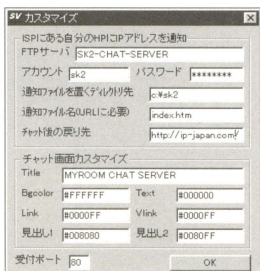 SV カスタマイズ
ISPにある自分のHPにIPアドレスを通知
FTPサーバ SK2-CHAT-SERVER
アカウント sk2 パスワード ********
通知ファイルを置くディレクトリ先 c:¥sk2
通知ファイル名(URLに必要) index.htm
チャット後の戻り先 http://ip-japan.com/
チャット画面カスタマイズ
Title MYROOM CHAT SERVER
Bgcolor #FFFFFF Text #000000
Link #0000FF Vlink #0000FF
見出し1 #008080 見出し2 #0080FF
受付ポート 80 OK